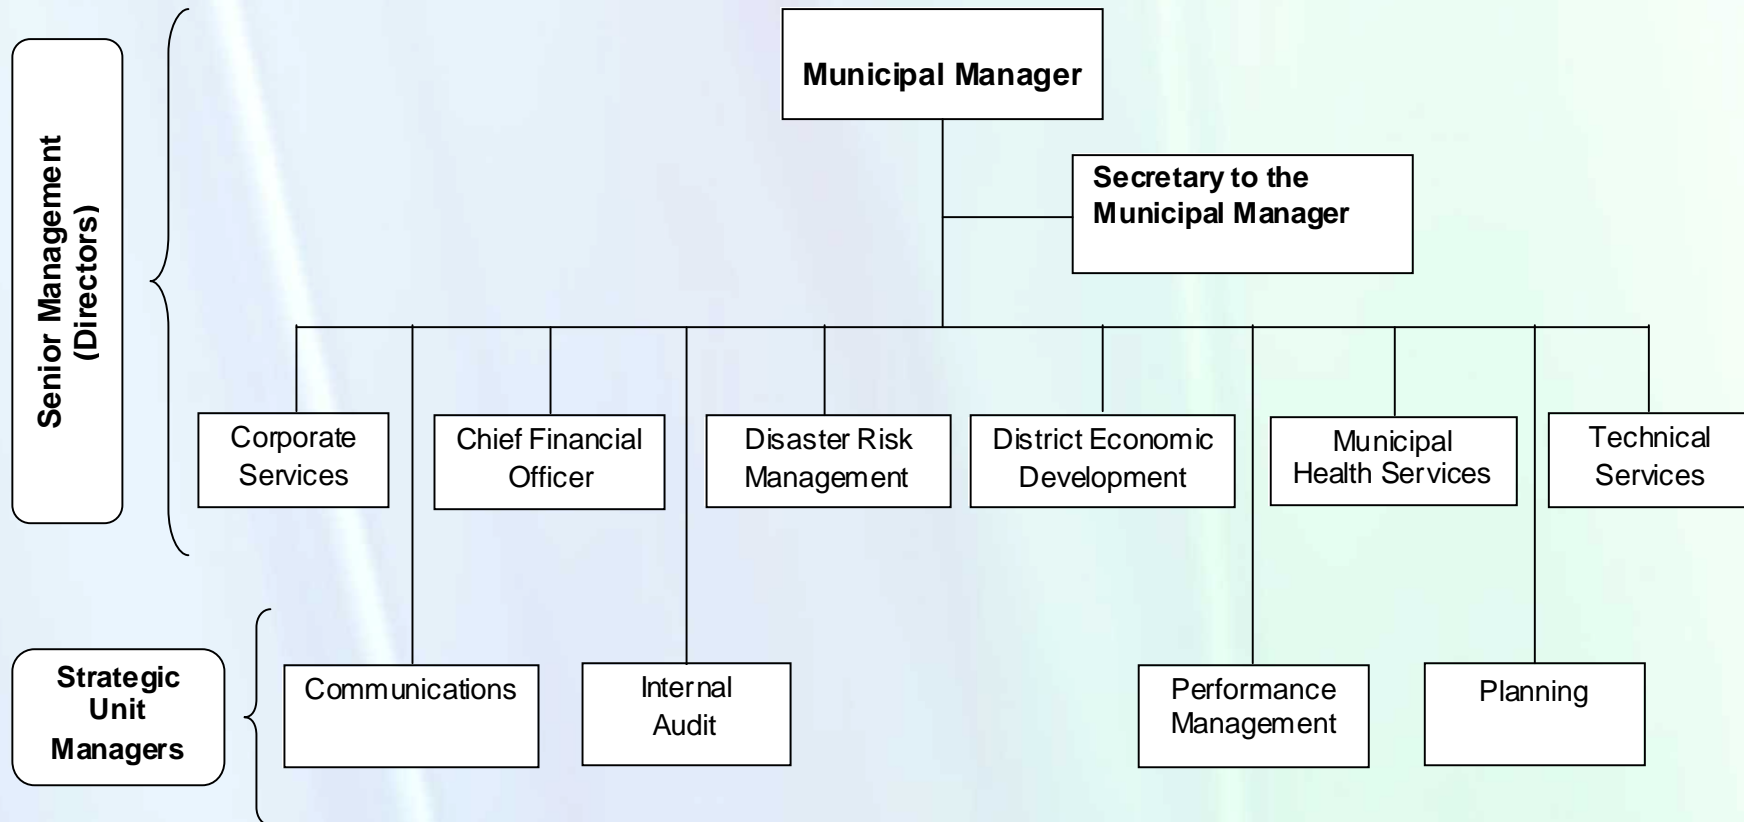 Municipal Manager
Secretary to the
Municipal Manager
Senior Management
(Directors)
Corporate
Services
Chief Financial
Officer
Disaster Risk
Management
District Economic
Development
Municipal
Health Services
Technical
Services
Strategic
Unit
Managers
Communications
Internal
Audit
Performance
Management
Planning